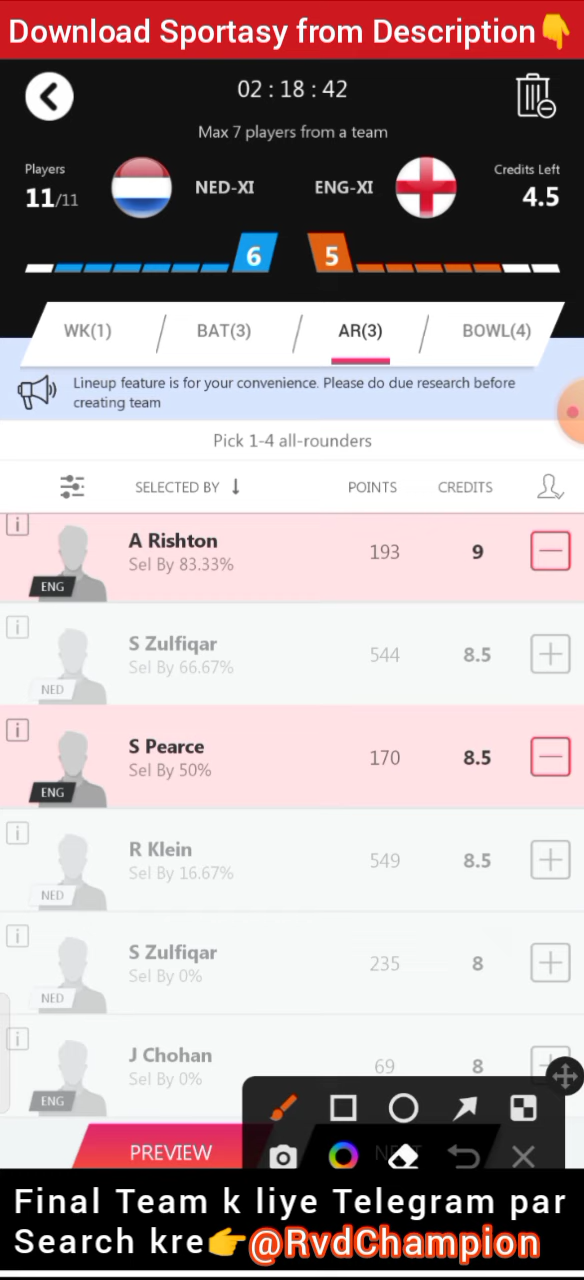 Download Sportasy from Description👇
02 : 18 : 42
Max 7 players from a team
Players
11/11
NED-XI
ENG-XI
Credits Left
4.5
6
5
WK(1)
BAT(3)
AR(3)
BOWL(4)
Lineup feature is for your convenience. Please do due research before
creating team
Pick 1-4 all-rounders
SELECTED BY ↓ POINTS CREDITS
A Rishton
Sel By 83.33%
193
9
ENG
S Zulfiqar
Sel By 66.67%
544
8.5
NED
S Pearce
Sel By 50%
170
8.5
ENG
R Klein
Sel By 16.67%
549
8.5
NED
S Zulfiqar
Sel By 0%
235
8
NED
J Chohan
Sel By 0%
69
8
ENG
PREVIEW
Final Team k liye Telegram par
Search kre👉@RvdChampion